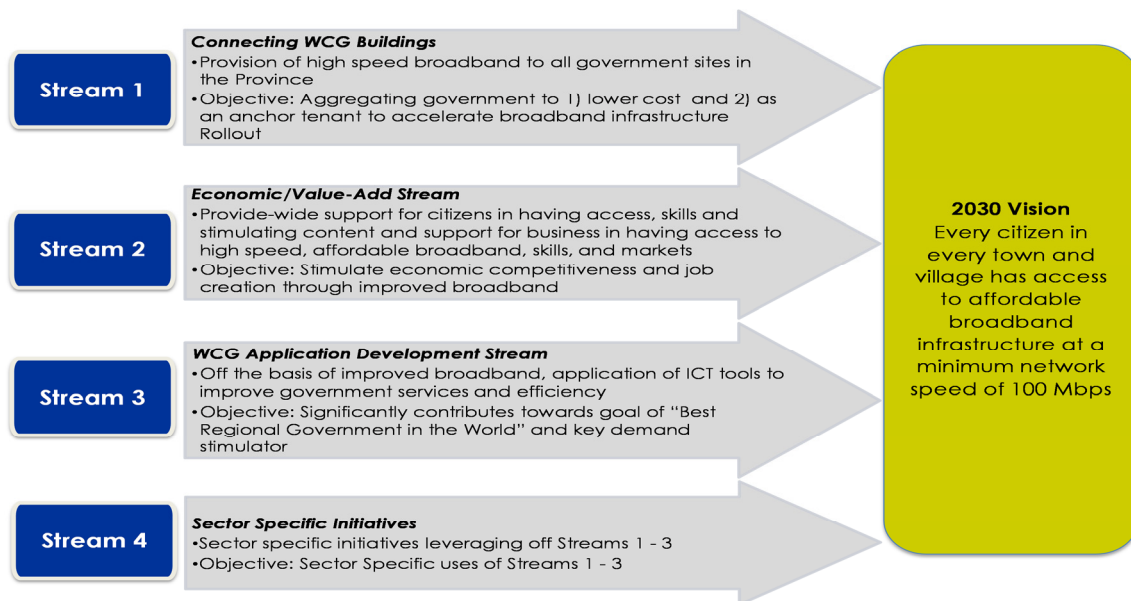 Stream 1
Connecting WCG Buildings
•Provision of high speed broadband to all government sites in
the Province
•Objective: Aggregating government to 1) lower cost and 2) as
an anchor tenant to accelerate broadband infrastructure
Rollout
Stream 2
Economic/Value-Add Stream
•Provide-wide support for citizens in having access, skills and
stimulating content and support for business in having access to
high speed, affordable broadband, skills, and markets
•Objective: Stimulate economic competitiveness and job
creation through improved broadband
Stream 3
WCG Application Development Stream
•Off the basis of improved broadband, application of ICT tools to
improve government services and efficiency
•Objective: Significantly contributes towards goal of “Best
Regional Government in the World” and key demand
stimulator
Stream 4
Sector Specific Initiatives
•Sector specific initiatives leveraging off Streams 1 - 3
•Objective: Sector Specific uses of Streams 1 - 3
2030 Vision
Every citizen in
every town and
village has access
to affordable
broadband
infrastructure at a
minimum network
speed of 100 Mbps